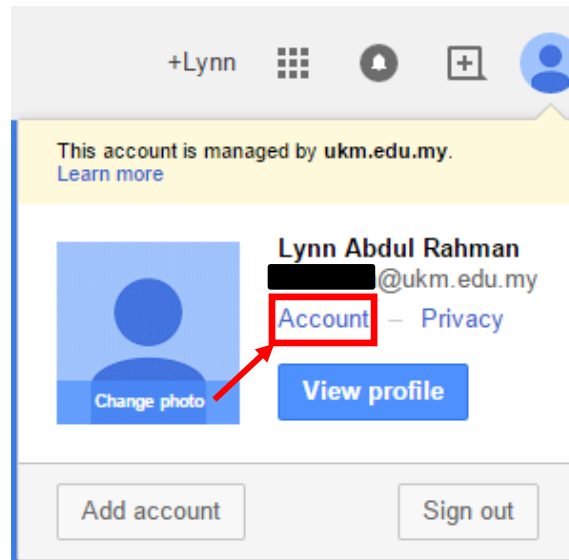 +Lynn
This account is managed by ukm.edu.my.
Learn more
Lynn Abdul Rahman
@ukm.edu.my
Account – Privacy
Change photo
View profile
Add account
Sign out